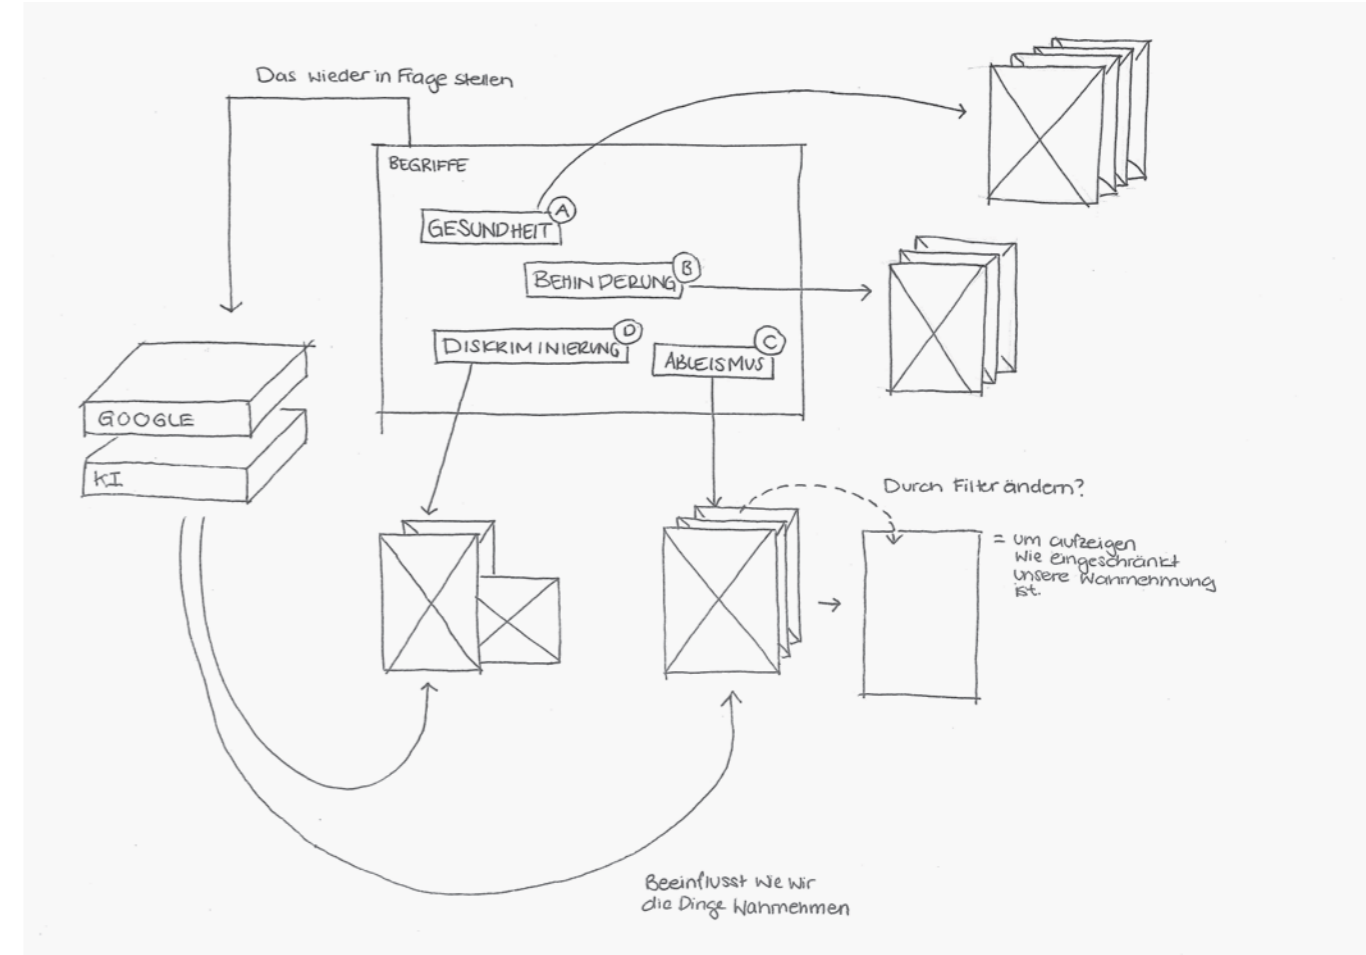 Das wieder in Frage stellen
BEGRIFFE
A
GESUNDHEIT
B
BEHINDERUNG
D
DISKRIMINIERUNG
C
ABLEISMUS
GOOGLE
KI
Durch Filter ändern?
= um aufzeigen
wie eingeschränkt
unsere Wahrnehmung
ist.
Beeinflusst wie wir
die Dinge Wahrnehmen